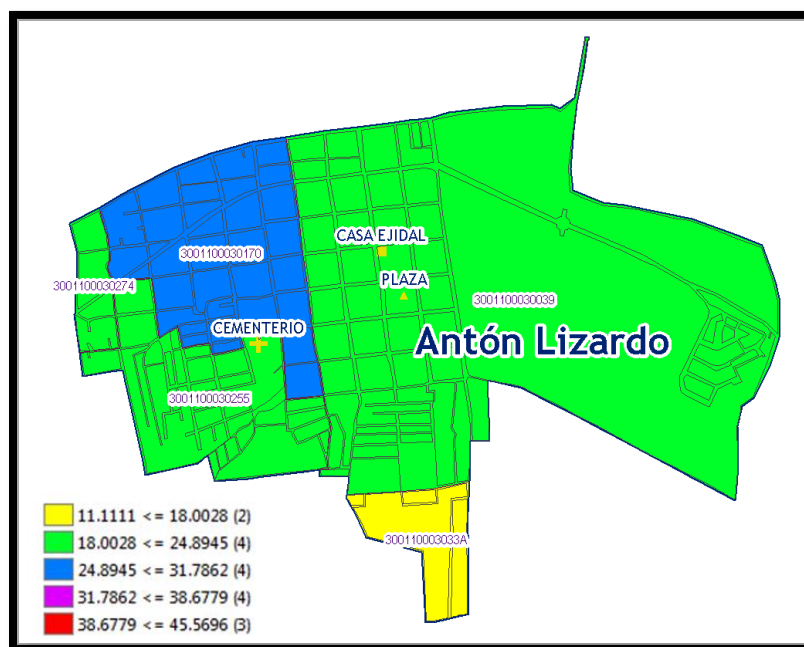 CASA EJIDAL
3001100030170
PLAZA
3001100030274
3001100030039
CEMENTERIO
Antón Lizardo
3001100030255
300110003033A
11.1111 <= 18.0028 (2)
18.0028 <= 24.8945 (4)
24.8945 <= 31.7862 (4)
31.7862 <= 38.6779 (4)
38.6779 <= 45.5696 (3)